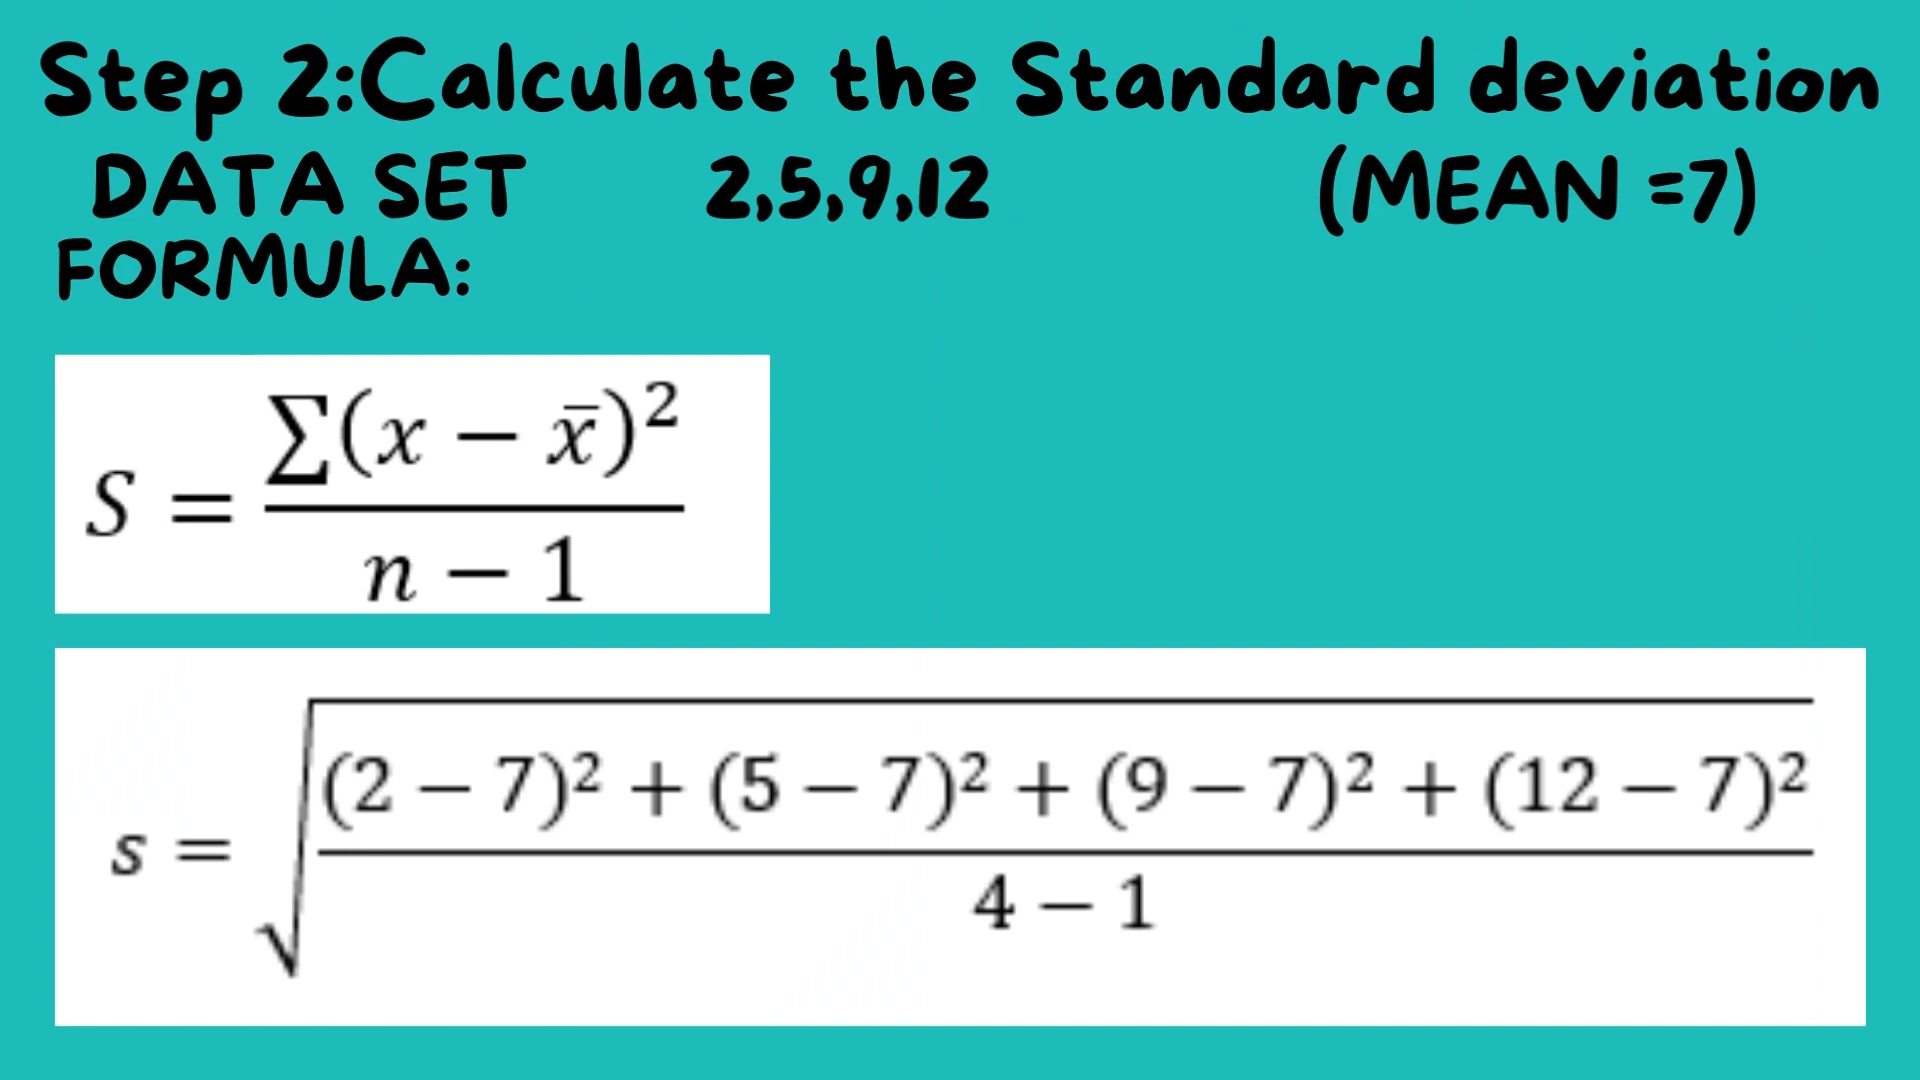 Step 2:Calculate the Standard deviation
DATA SET 2,5,9,12 (MEAN =7)
FORMULA:
S = ∑(x − x̄)² / n − 1
s = √((2 − 7)² + (5 − 7)² + (9 − 7)² + (12 − 7)² / 4 − 1)